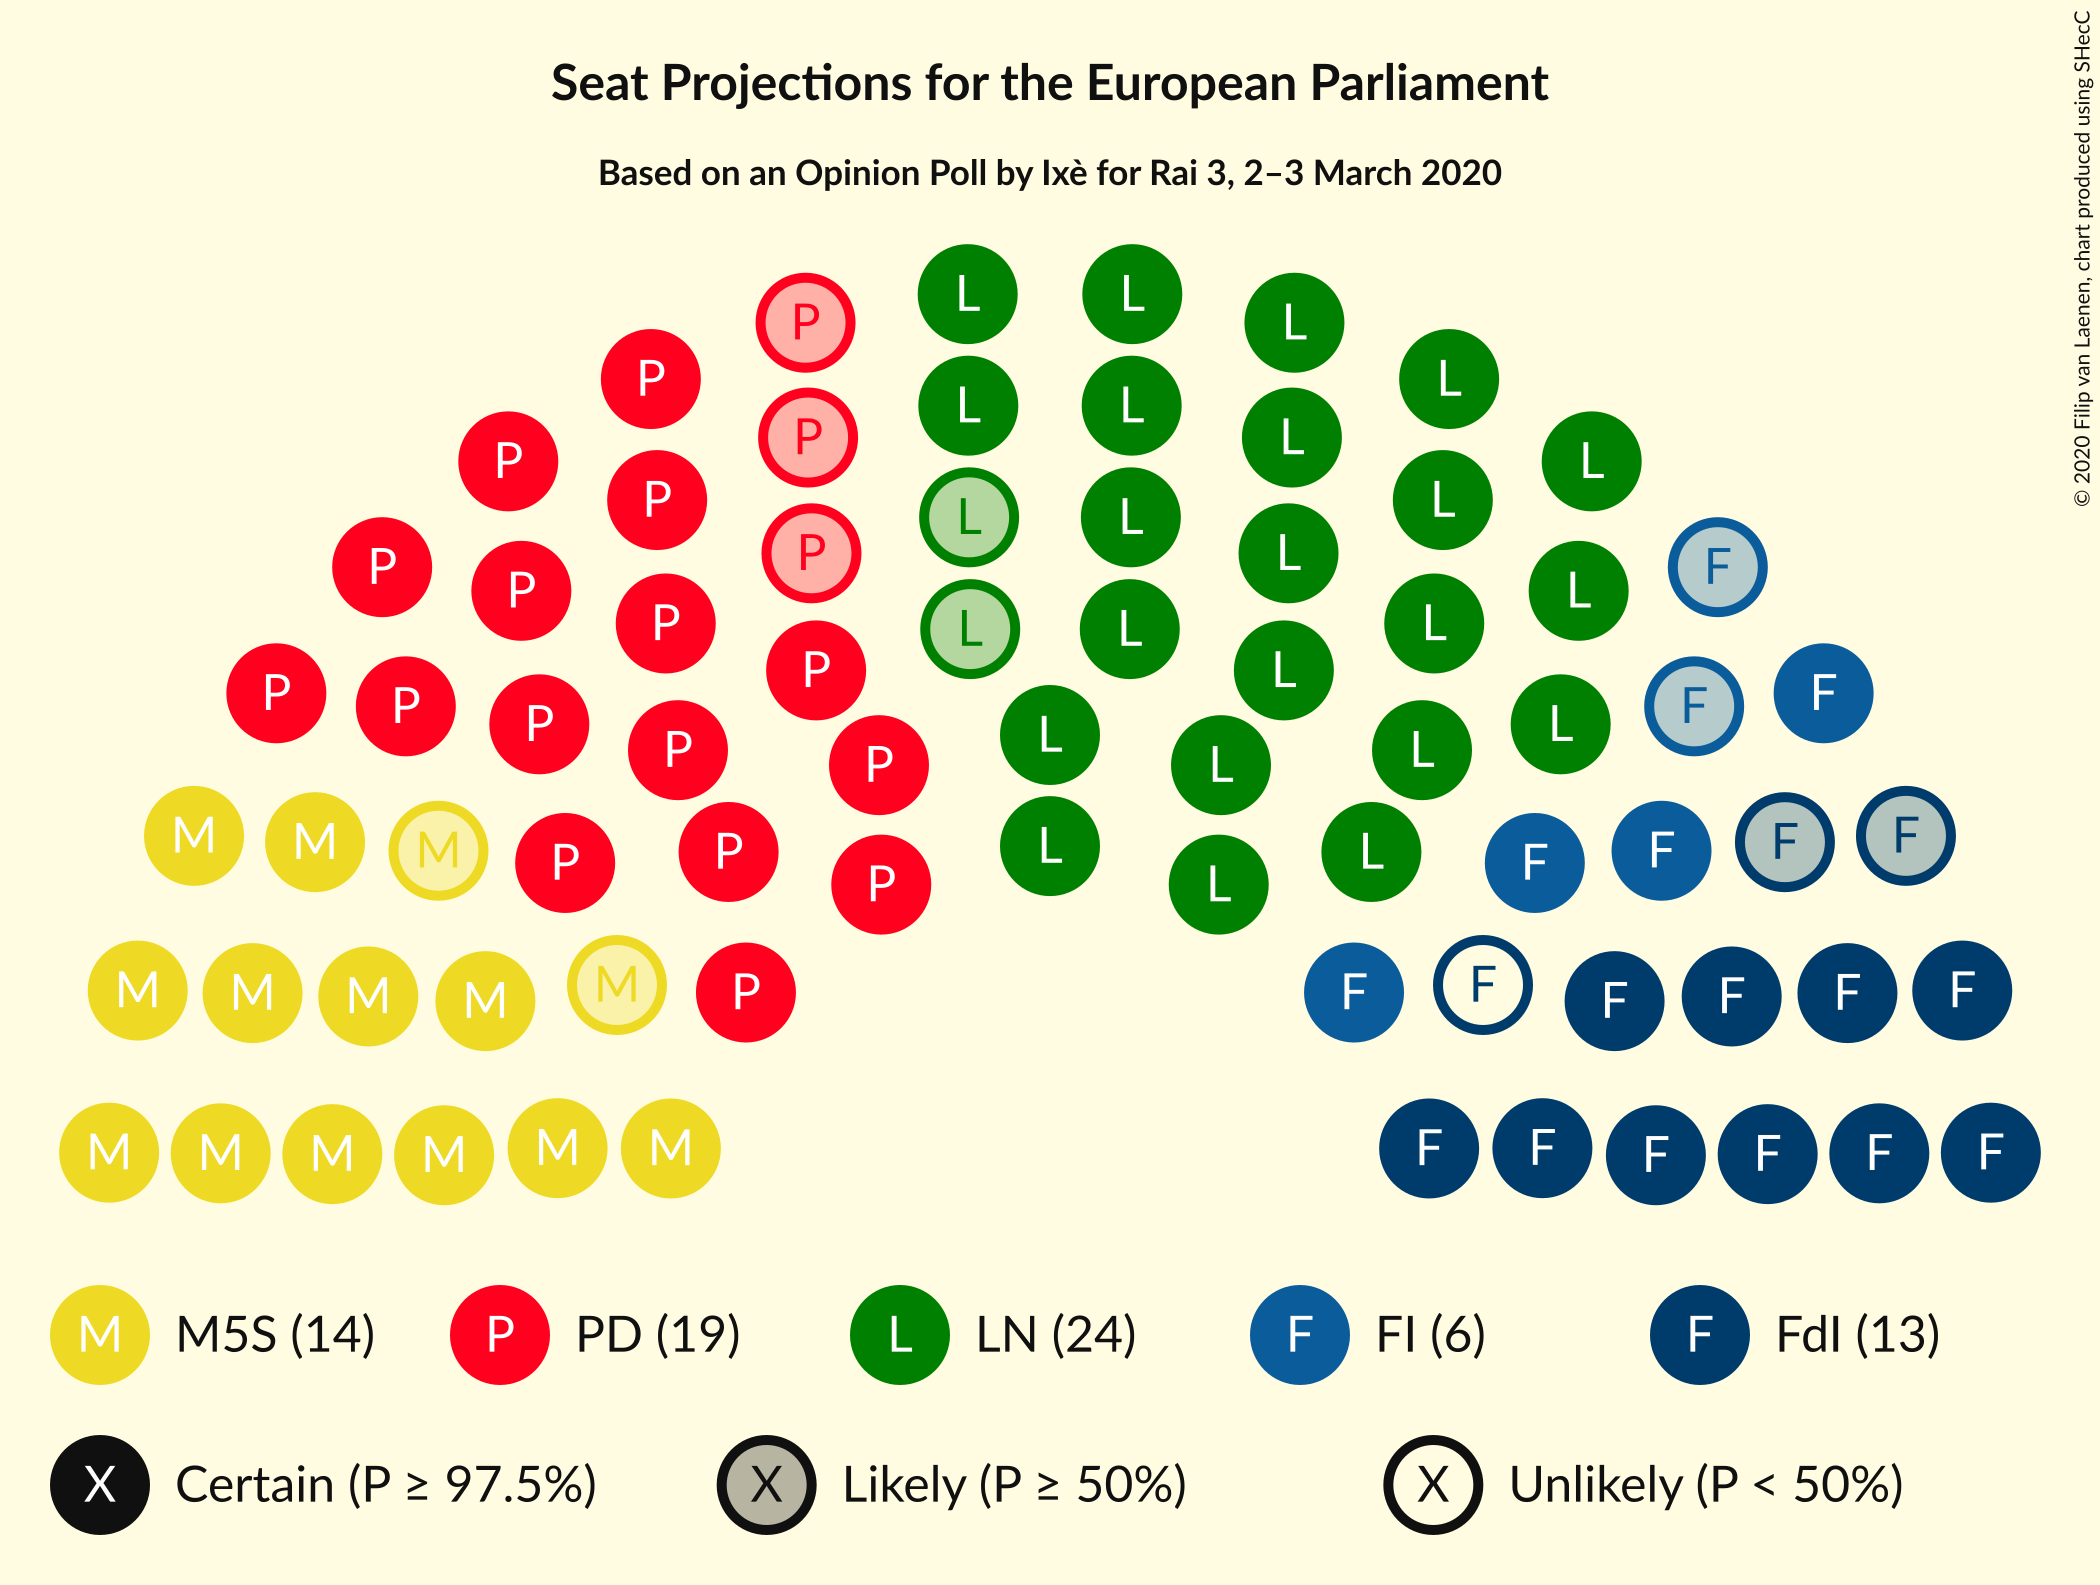 Seat Projections for the European Parliament
Based on an Opinion Poll by Ixè for Rai 3, 2–3 March 2020
© 2020 Filip van Laenen, chart produced using SHecC
L L
P L
P L
P L
P L
L L
P L
L L
P L
P L
P F
P L
P L
L L
P L
P P L F F
P P L L
P L
L
P L
M M M P P L L F F F F
P L
M M M M M P F F F F F F
M M M M M M F F F F F F
M M5S (14) P PD (19) L LN (24) F FI (6) F FdI (13)
X Certain (P ≥ 97.5%) X Likely (P ≥ 50%) X Unlikely (P < 50%)